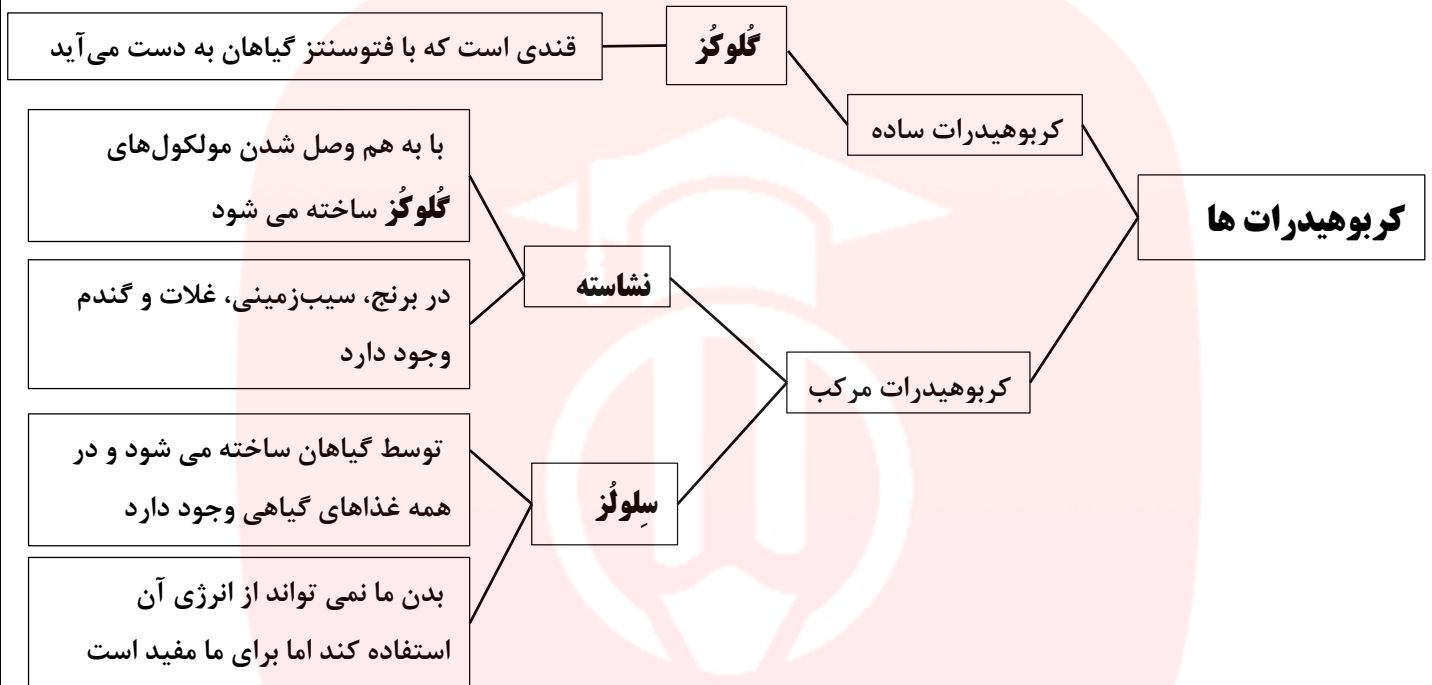 کربوهیدرات ها
کربوهیدرات ساده
گُلوکُز
قندی است که با فتوسنتز گیاهان به دست می‌آید
کربوهیدرات مرکب
نشاسته
با به هم وصل شدن مولکول‌های
گُلوکُز ساخته می شود
در برنج، سیب‌زمینی، غلات و گندم
وجود دارد
سِلولُز
توسط گیاهان ساخته می شود و در
همه غذاهای گیاهی وجود دارد
بدن ما نمی تواند از انرژی آن
استفاده کند اما برای ما مفید است